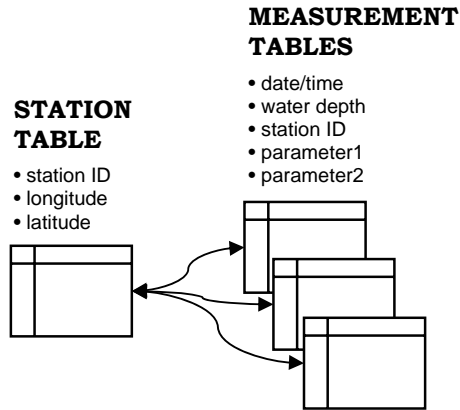 MEASUREMENT
TABLES
• date/time
• water depth
• station ID
• parameter1
• parameter2
STATION
TABLE
• station ID
• longitude
• latitude